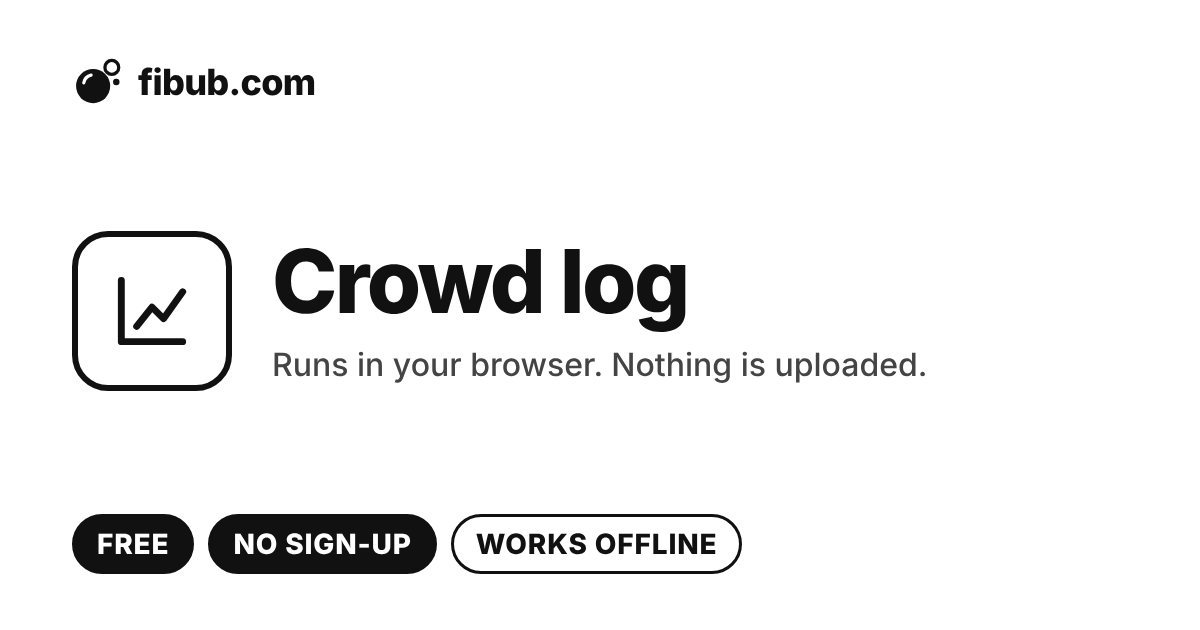 fibub.com
Crowd log
Runs in your browser. Nothing is uploaded.
FREE NO SIGN-UP WORKS OFFLINE